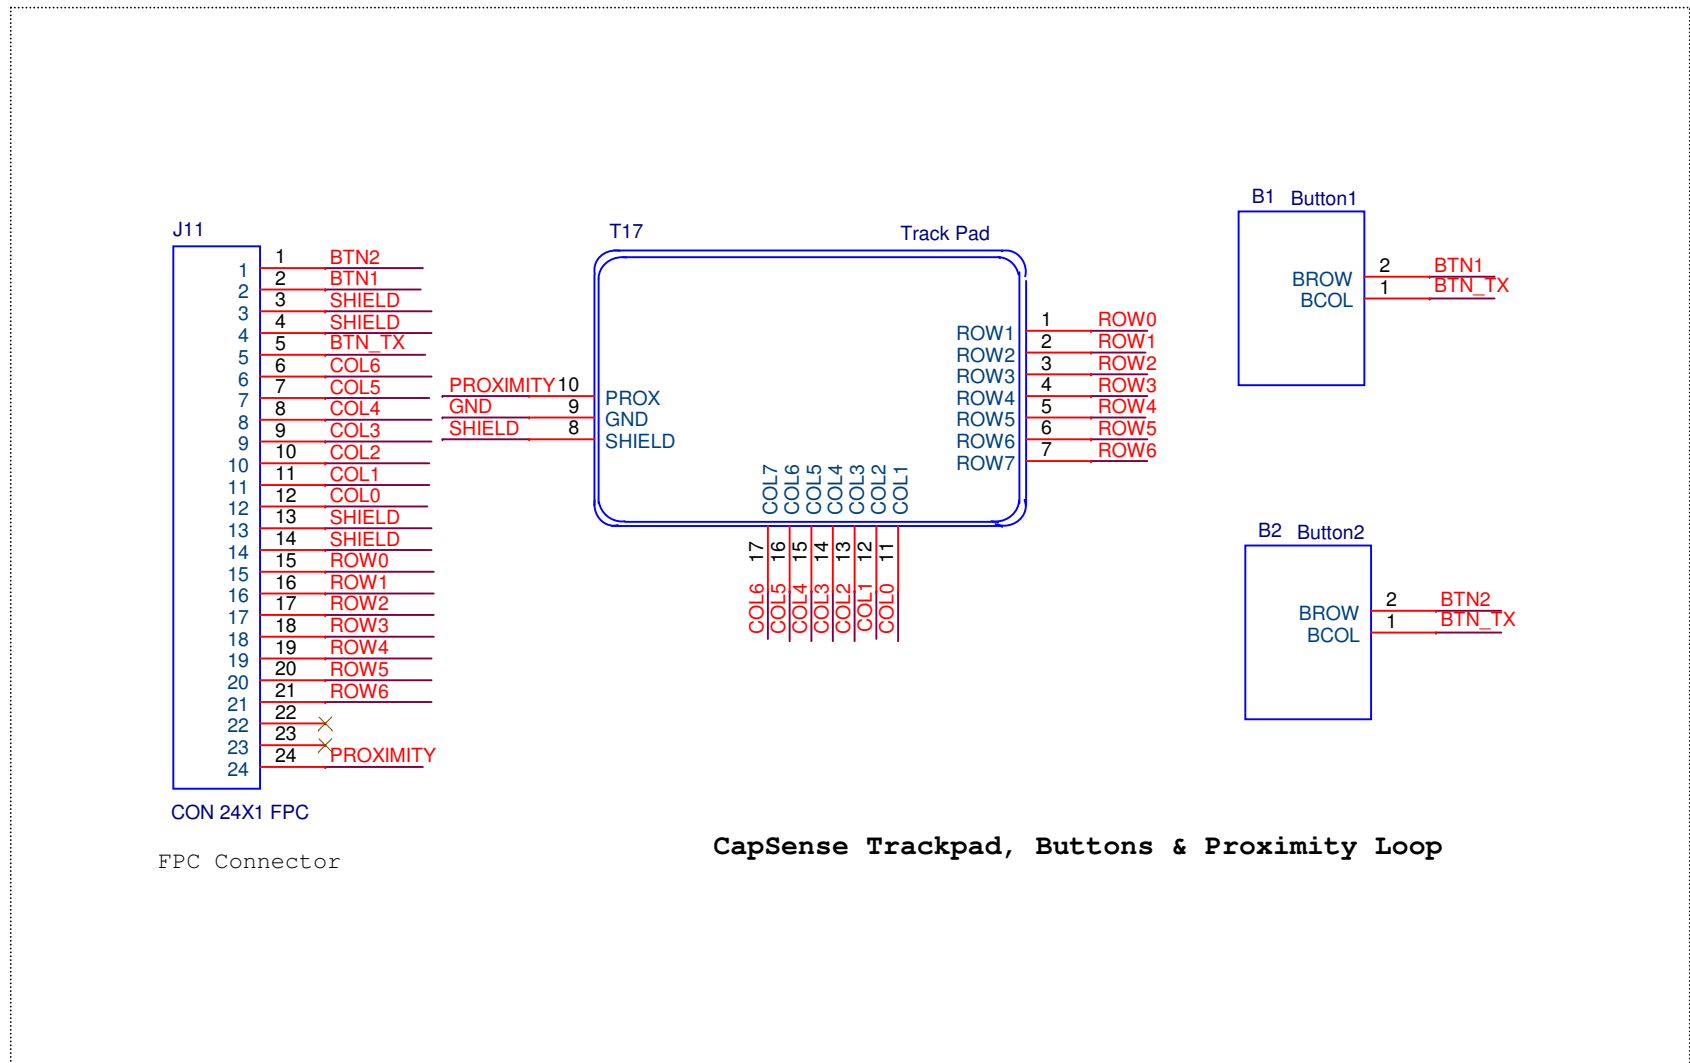 J11
1 1 BTN2
2 2 BTN1
3 3 SHIELD
4 4 SHIELD
5 5 BTN_TX
6 6 COL6
7 7 COL5
8 8 COL4
9 9 COL3
10 10 COL2
11 11 COL1
12 12 COL0
13 13 SHIELD
14 14 SHIELD
15 15 ROW0
16 16 ROW1
17 17 ROW2
18 18 ROW3
19 19 ROW4
20 20 ROW5
21 21 ROW6
22 22
23 23
24 24 PROXIMITY
CON 24X1 FPC
FPC Connector
T17 Track Pad
PROXIMITY 10 PROX
GND 9 GND
SHIELD 8 SHIELD
ROW1 1 ROW0
ROW2 2 ROW1
ROW3 3 ROW2
ROW4 4 ROW3
ROW5 5 ROW4
ROW6 6 ROW5
ROW7 7 ROW6
COL7 17 COL6
COL6 16 COL5
COL5 15 COL4
COL4 14 COL3
COL3 13 COL2
COL2 12 COL1
COL1 11 COL0
B1 Button1
BROW 2 BTN1
BCOL 1 BTN_TX
B2 Button2
BROW 2 BTN2
BCOL 1 BTN_TX
CapSense Trackpad, Buttons & Proximity Loop